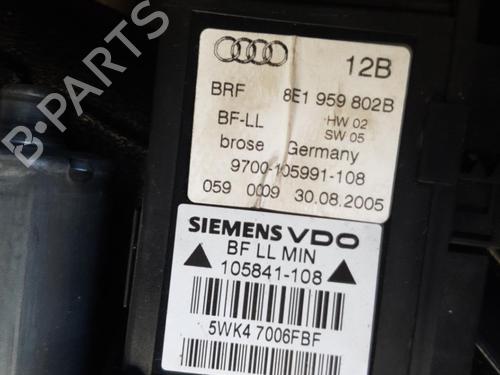 12B
BRF 8E1 959 802B
BF-LL HW 02
SW 05
brose Germany
9700-105991-108
059 0009 30.08.2005
SIEMENS VDO
BF LL MIN
105841-108
5WK4 7006FBF
B-PARTS